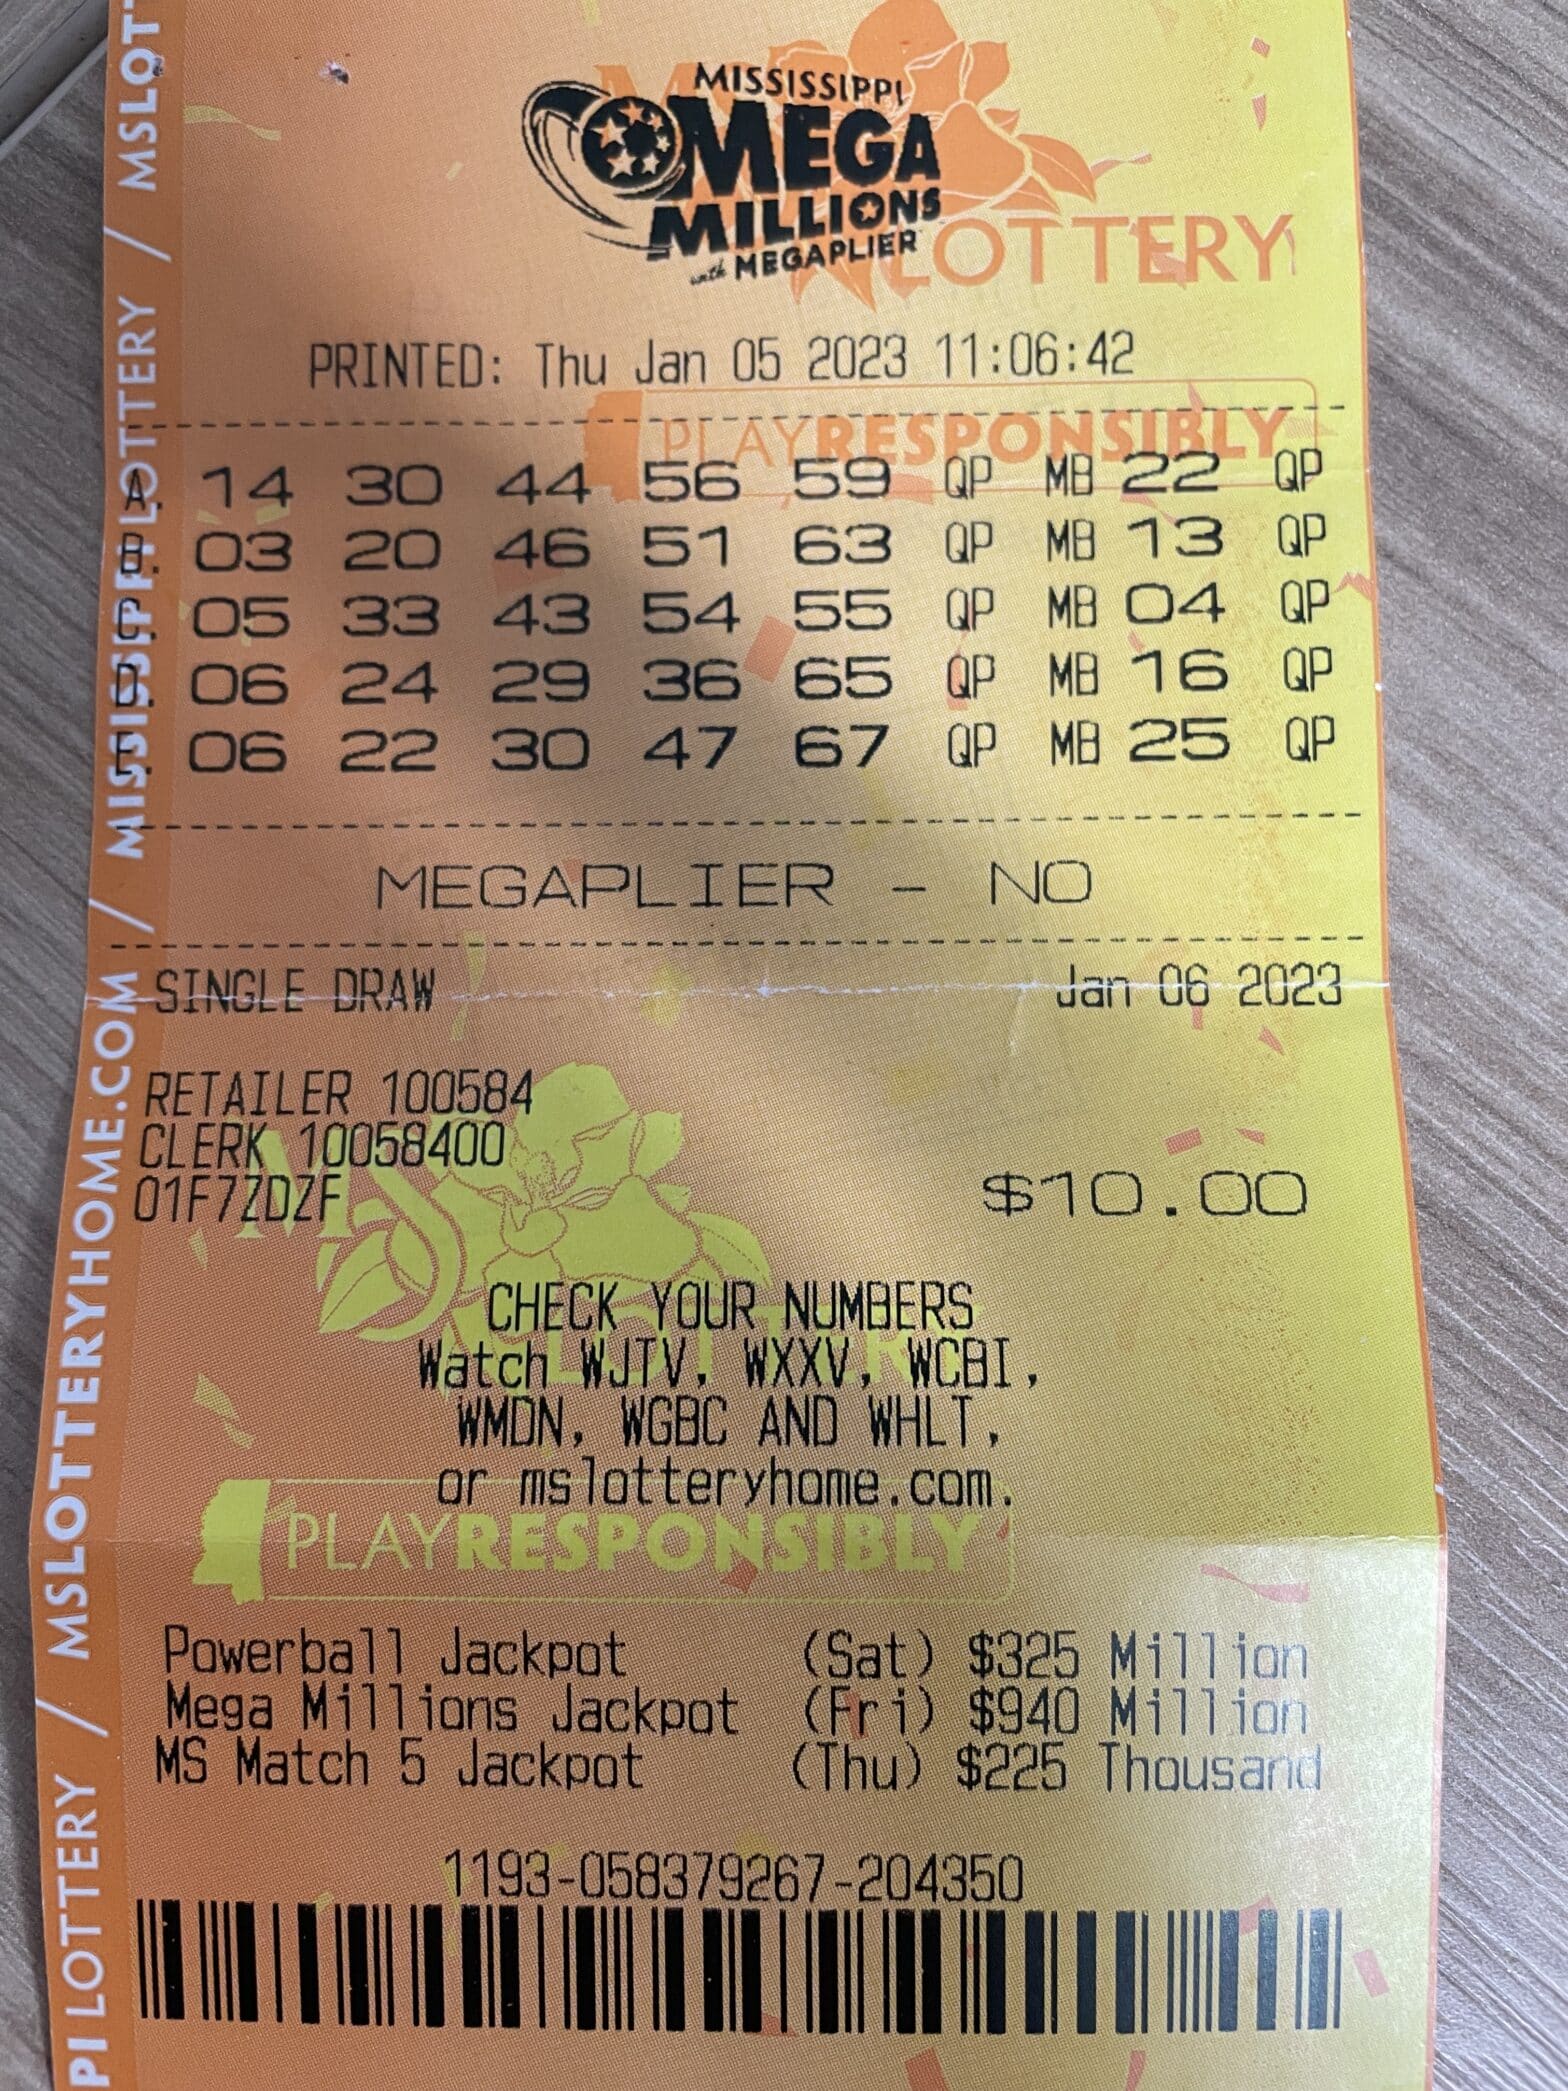 MISSISSIPPI
MEGA
MILLIONS
with MEGAPLIER
LOTTERY
PRINTED: Thu Jan 05 2023 11:06:42
PLAYRESPONSIBLY
A. 14 30 44 56 59 QP MB 22 QP
B. 03 20 46 51 63 QP MB 13 QP
C. 05 33 43 54 55 QP MB 04 QP
D. 06 24 29 36 65 QP MB 16 QP
E. 06 22 30 47 67 QP MB 25 QP
MEGAPLIER - NO
SINGLE DRAW Jan 06 2023
RETAILER 100584
CLERK 10058400
01F7ZDZF
$10.00
CHECK YOUR NUMBERS
Watch WJTV, WXXV, WCBI,
WMDN, WGBC AND WHLT,
or mslotteryhome.com.
PLAYRESPONSIBLY
Powerball Jackpot (Sat) $325 Million
Mega Millions Jackpot (Fri) $940 Million
MS Match 5 Jackpot (Thu) $225 Thousand
1193-058379267-204350
PI LOTTERY / MSLOTTERYHOME.COM / MISSISSIPPI LOTTERY / MSLOT